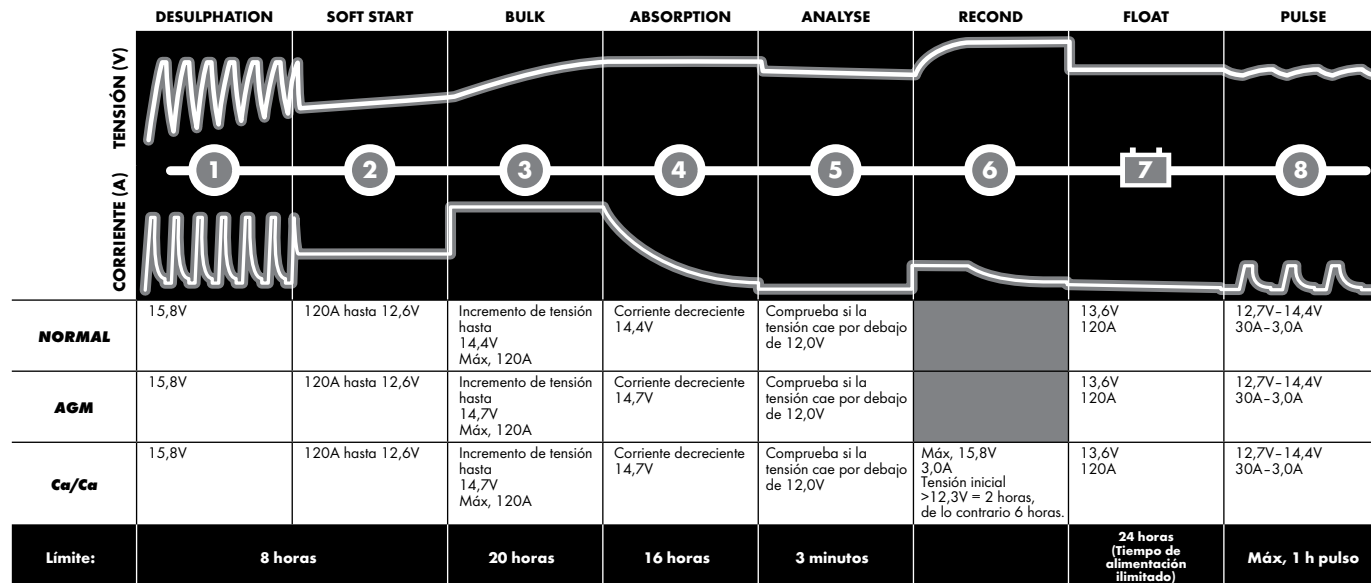 DESULPHATION SOFT START BULK ABSORPTION ANALYSE RECOND FLOAT PULSE
TENSIÓN (V)
CORRIENTE (A)
1 2 3 4 5 6 7 8
NORMAL
15,8V
120A hasta 12,6V
Incremento de tensión
hasta
14,4V
Máx, 120A
Corriente decreciente
14,4V
Comprueba si la
tensión cae por debajo
de 12,0V
13,6V
120A
12,7V–14,4V
30A–3,0A
AGM
15,8V
120A hasta 12,6V
Incremento de tensión
hasta
14,7V
Máx, 120A
Corriente decreciente
14,7V
Comprueba si la
tensión cae por debajo
de 12,0V
13,6V
120A
12,7V–14,4V
30A–3,0A
Ca/Ca
15,8V
120A hasta 12,6V
Incremento de tensión
hasta
14,7V
Máx, 120A
Corriente decreciente
14,7V
Comprueba si la
tensión cae por debajo
de 12,0V
Máx, 15,8V
3,0A
Tensión inicial
>12,3V = 2 horas,
de lo contrario 6 horas.
13,6V
120A
12,7V–14,4V
30A–3,0A
Límite:
8 horas
20 horas
16 horas
3 minutos
24 horas
(Tiempo de
alimentación
ilimitado)
Máx, 1 h pulso